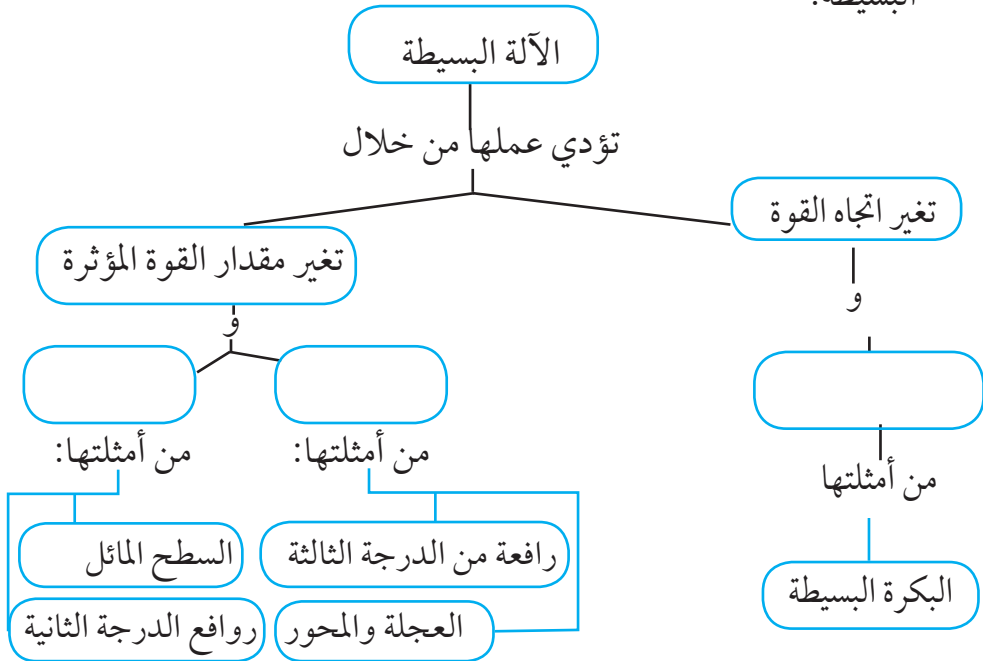 البسيطة.
الآلة البسيطة
تؤدي عملها من خلال
تغير اتجاه القوة
تغير مقدار القوة المؤثرة
و
و
من أمثلتها
من أمثلتها:
من أمثلتها:
رافعة من الدرجة الثالثة
السطح المائل
البكرة البسيطة
العجلة والمحور
روافع الدرجة الثانية